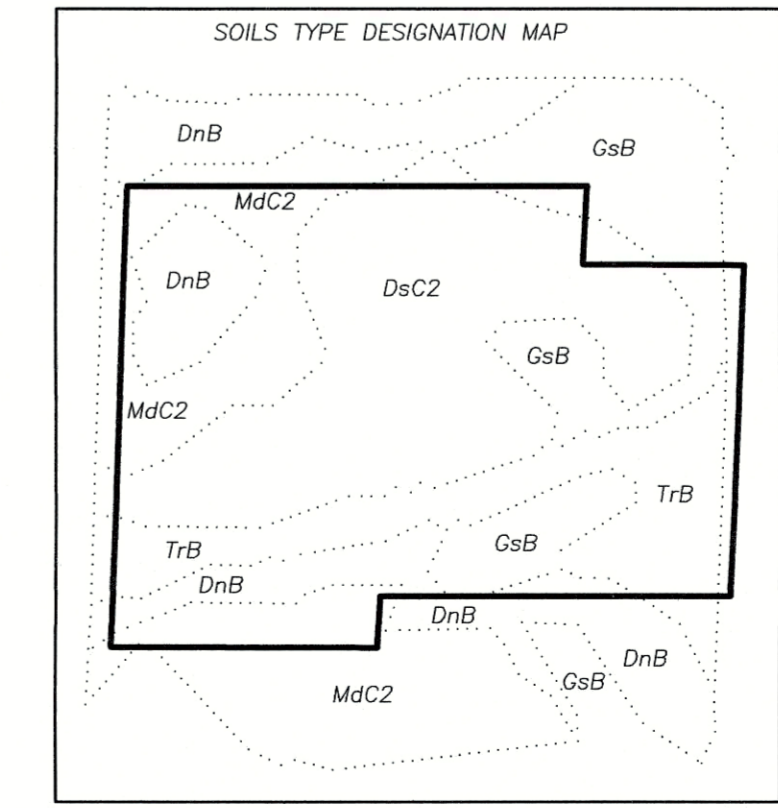 SOILS TYPE DESIGNATION MAP
DnB
GsB
MdC2
DnB
DsC2
GsB
MdC2
TrB
GsB
TrB
DnB
DnB
DnB
GsB
MdC2